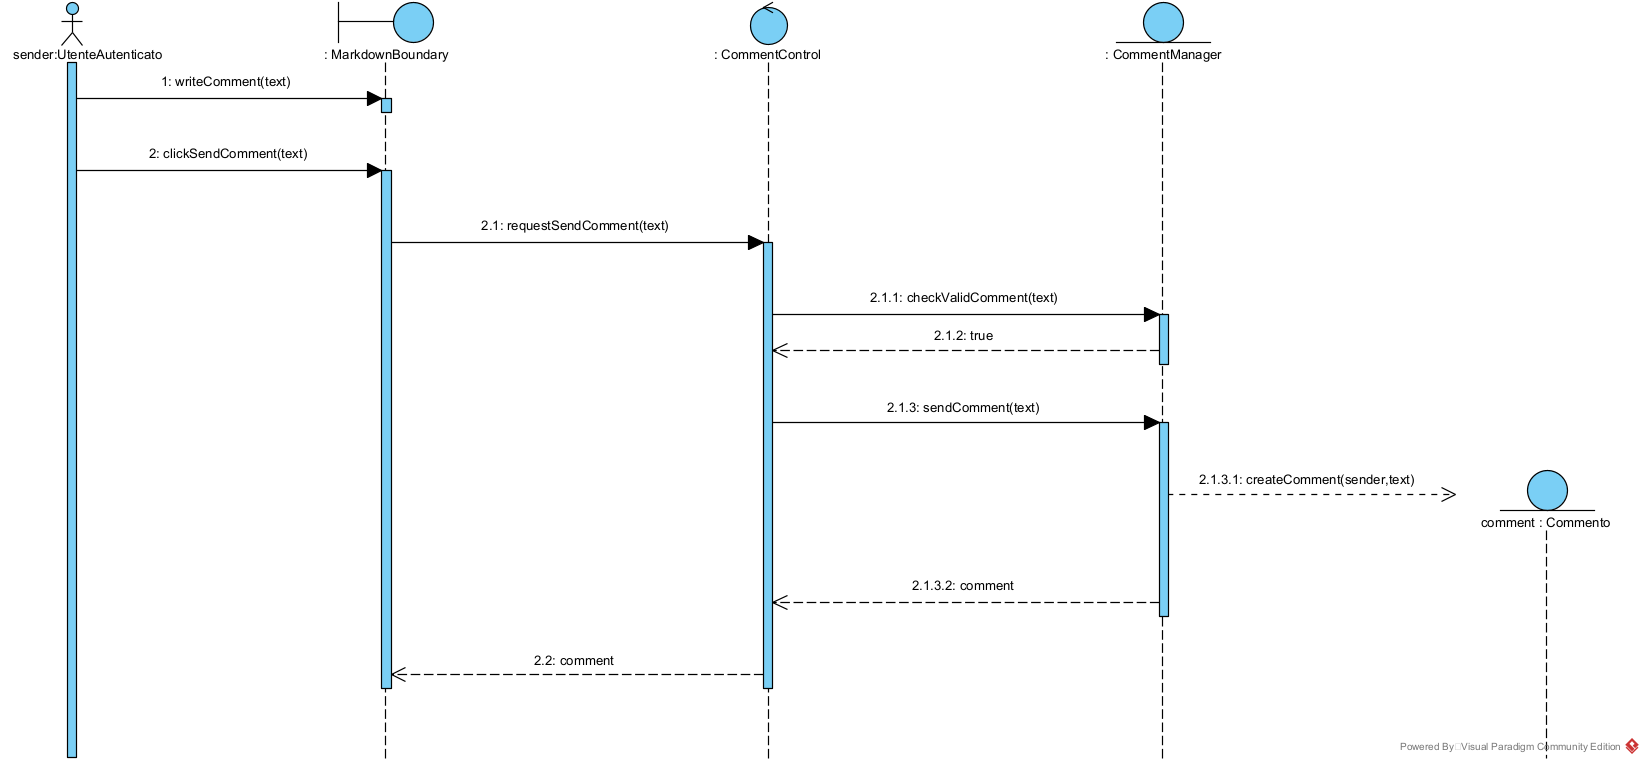 sender:UtenteAutenticato
: MarkdownBoundary
: CommentControl
: CommentManager
1: writeComment(text)
2: clickSendComment(text)
2.1: requestSendComment(text)
2.1.1: checkValidComment(text)
2.1.2: true
2.1.3: sendComment(text)
2.1.3.1: createComment(sender,text)
comment : Commento
2.1.3.2: comment
2.2: comment
Powered By Visual Paradigm Community Edition